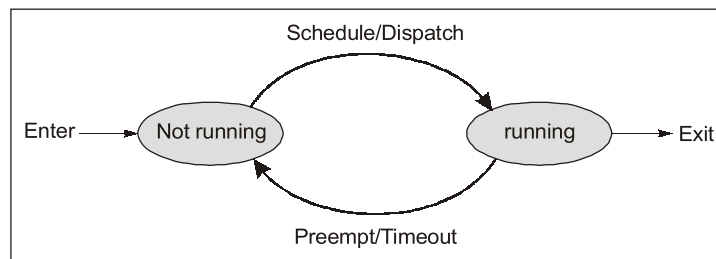 Schedule/Dispatch
Enter
Not running
running
Exit
Preempt/Timeout